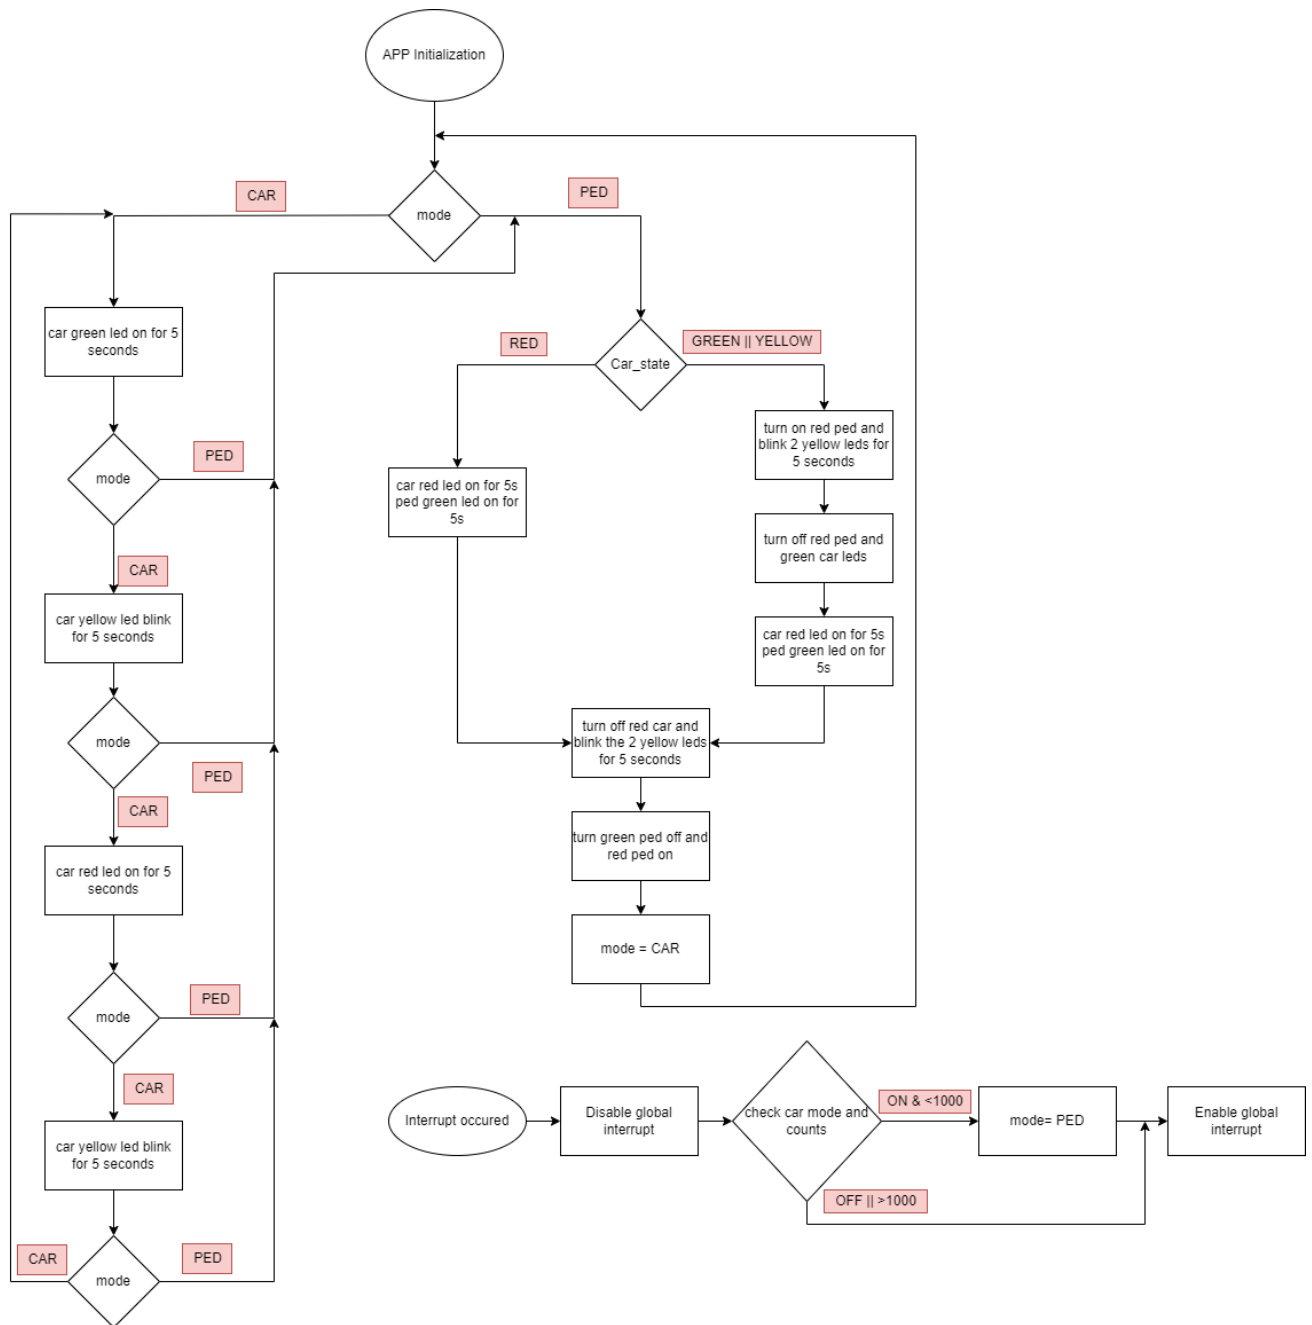 APP Initialization
CAR
PED
mode
car green led on for 5
seconds
RED
GREEN || YELLOW
Car_state
turn on red ped and
blink 2 yellow leds for
5 seconds
mode
PED
car red led on for 5s
ped green led on for
5s
turn off red ped and
green car leds
CAR
car yellow led blink
for 5 seconds
car red led on for 5s
ped green led on for
5s
mode
PED
turn off red car and
blink the 2 yellow leds
for 5 seconds
CAR
turn green ped off and
red ped on
car red led on for 5
seconds
mode = CAR
mode
PED
CAR
Interrupt occured
Disable global
interrupt
check car mode and
counts
ON & <1000
mode= PED
Enable global
interrupt
OFF || >1000
car yellow led blink
for 5 seconds
CAR
mode
PED